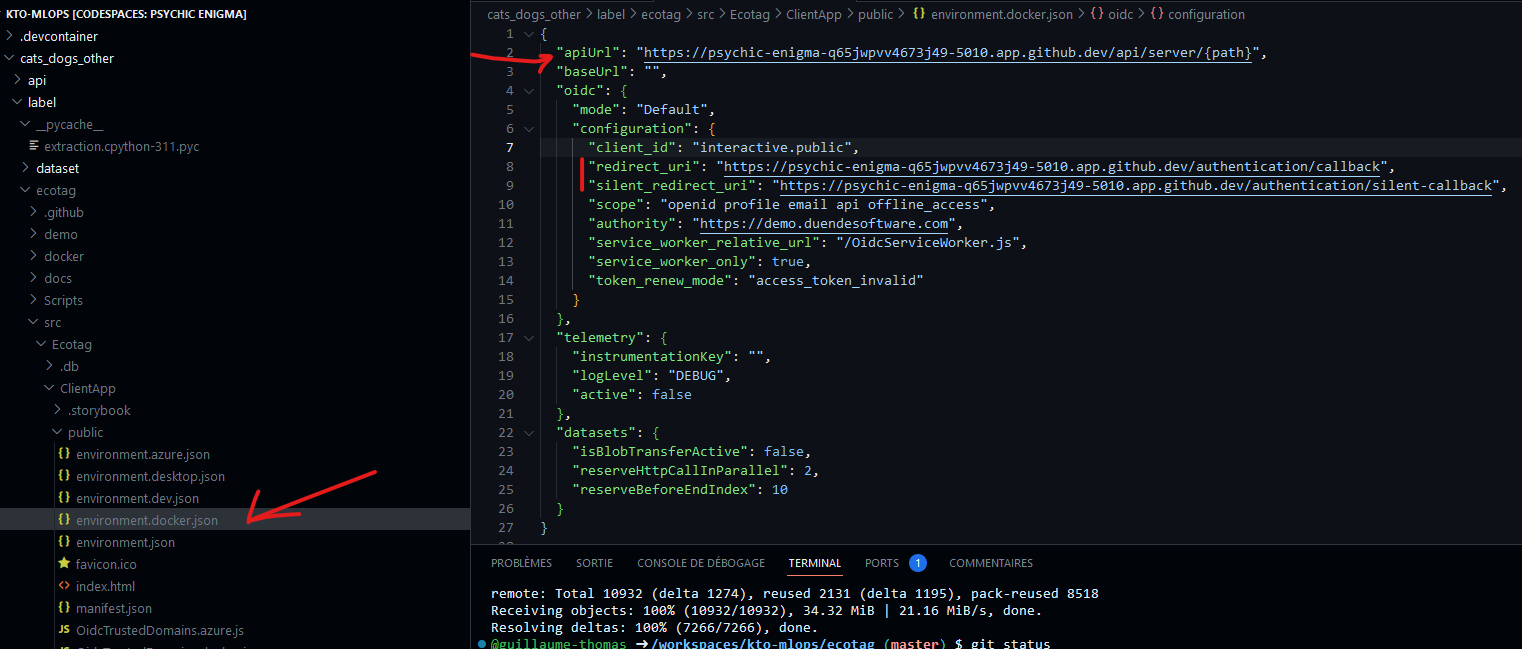 KTO-MLOPS [CODESPACES: PSYCHIC ENIGMA]
.devcontainer
cats_dogs_other
api
label
__pycache__
extraction.cpython-311.pyc
dataset
ecotag
.github
demo
docker
docs
Scripts
src
Ecotag
.db
ClientApp
.storybook
public
environment.azure.json
environment.desktop.json
environment.dev.json
environment.docker.json
environment.json
favicon.ico
index.html
manifest.json
JS OidcTrustedDomains.azure.js
cats_dogs_other > label > ecotag > src > Ecotag > ClientApp > public > {} environment.docker.json > {} oidc > {} configuration
1 {
2 "apiUrl": "https://psychic-enigma-q65jwpvv4673j49-5010.app.github.dev/api/server/{path}",
3 "baseUrl": "",
4 "oidc": {
5 "mode": "Default",
6 "configuration": {
7 "client_id": "interactive.public",
8 "redirect_uri": "https://psychic-enigma-q65jwpvv4673j49-5010.app.github.dev/authentication/callback",
9 "silent_redirect_uri": "https://psychic-enigma-q65jwpvv4673j49-5010.app.github.dev/authentication/silent-callback",
10 "scope": "openid profile email api offline_access",
11 "authority": "https://demo.duendesoftware.com",
12 "service_worker_relative_url": "/OidcServiceWorker.js",
13 "service_worker_only": true,
14 "token_renew_mode": "access_token_invalid"
15 }
16 },
17 "telemetry": {
18 "instrumentationKey": "",
19 "logLevel": "DEBUG",
20 "active": false
21 },
22 "datasets": {
23 "isBlobTransferActive": false,
24 "reserveHttpCallInParallel": 2,
25 "reserveBeforeEndIndex": 10
26 }
27 }
PROBLÈMES SORTIE CONSOLE DE DÉBOGAGE TERMINAL PORTS 1 COMMENTAIRES
remote: Total 10932 (delta 1274), reused 2131 (delta 1195), pack-reused 8518
Receiving objects: 100% (10932/10932), 34.32 MiB | 21.16 MiB/s, done.
Resolving deltas: 100% (7266/7266), done.
@guillaume-thomas ➜ /workspaces/kto-mlops/ecotag (master) $ git status